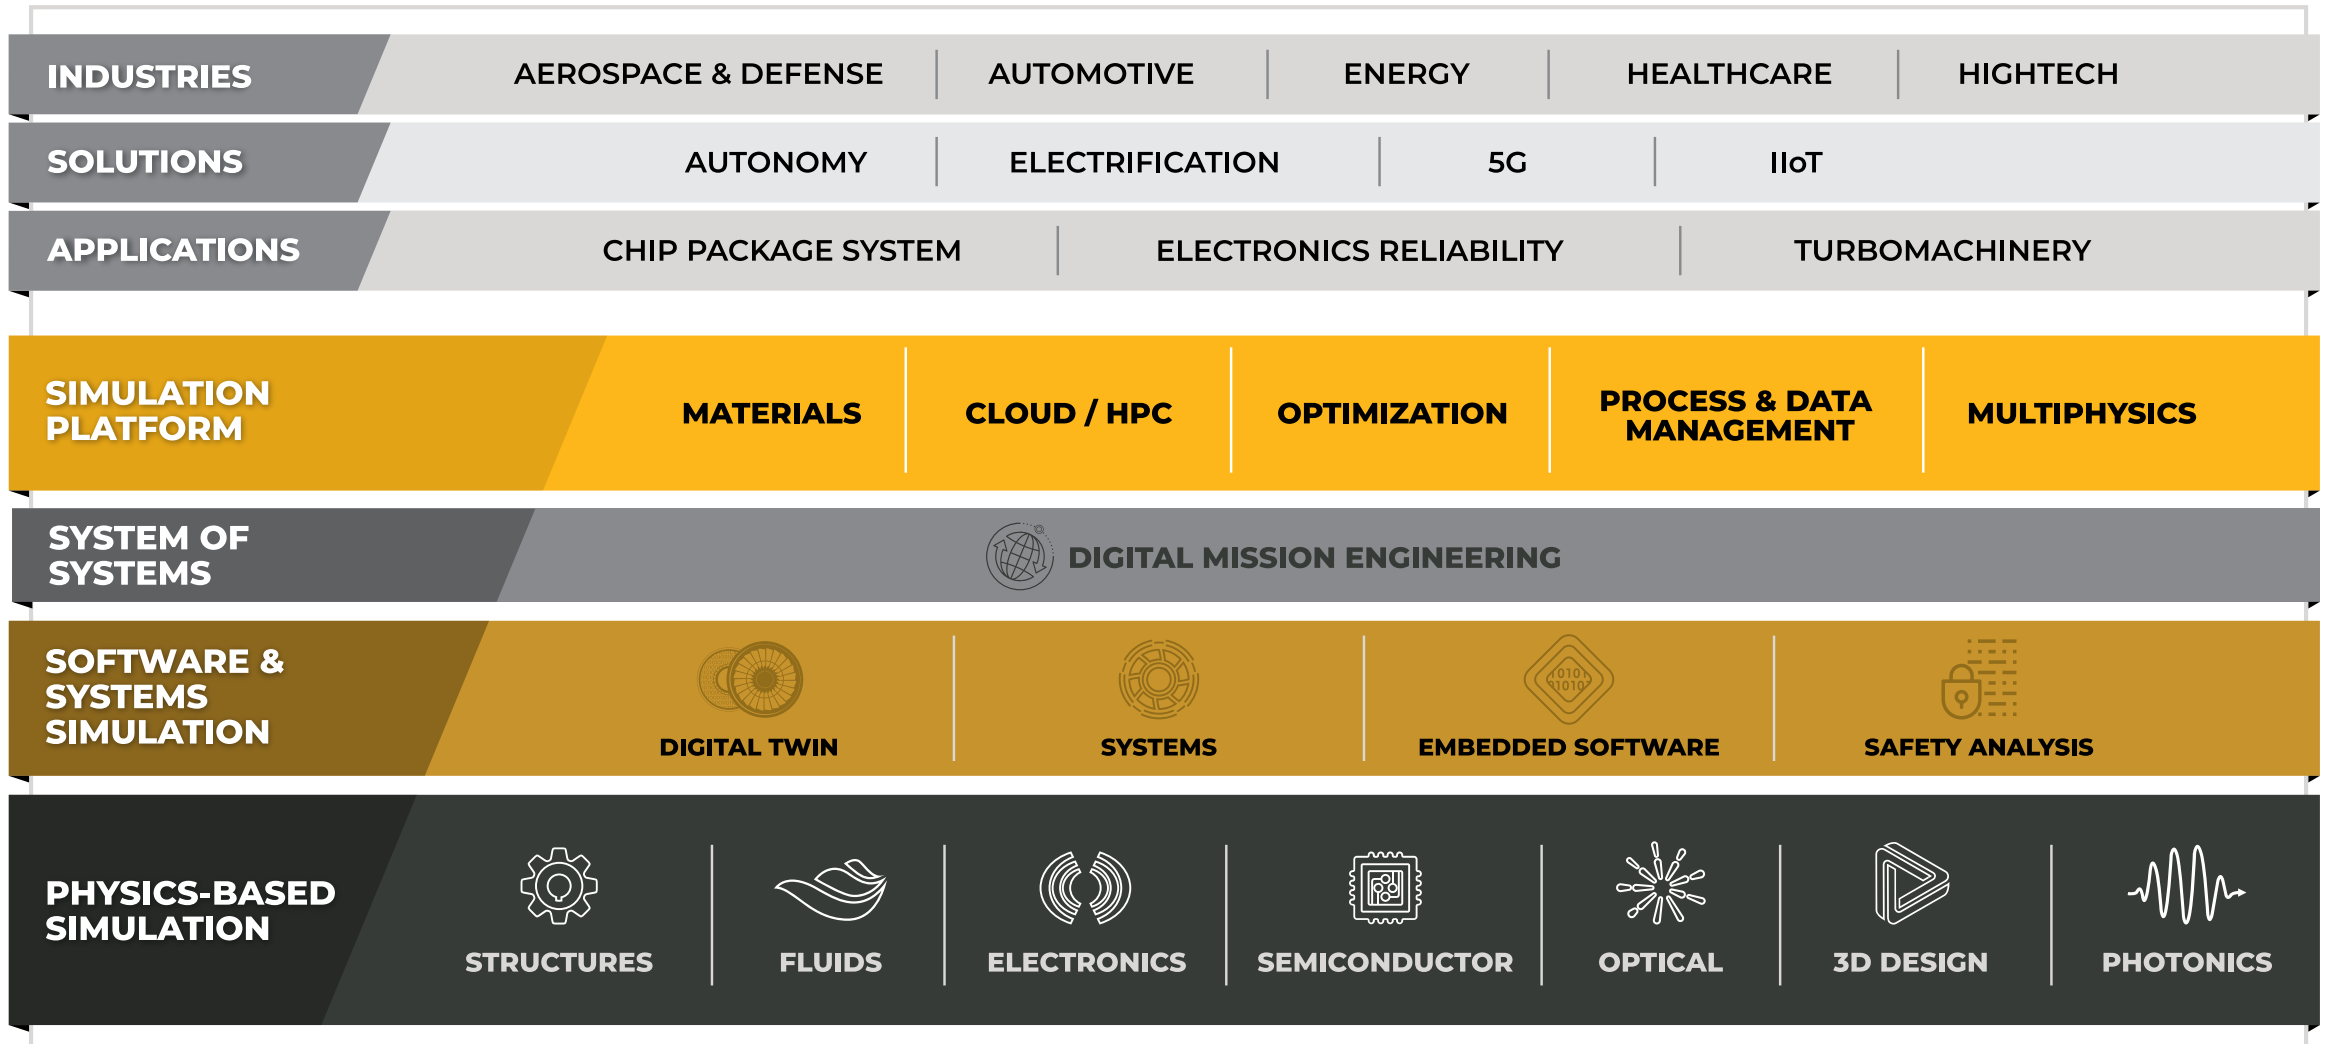 INDUSTRIES
AEROSPACE & DEFENSE
AUTOMOTIVE
ENERGY
HEALTHCARE
HIGHTECH
SOLUTIONS
AUTONOMY
ELECTRIFICATION
5G
IIoT
APPLICATIONS
CHIP PACKAGE SYSTEM
ELECTRONICS RELIABILITY
TURBOMACHINERY
SIMULATION
PLATFORM
MATERIALS
CLOUD / HPC
OPTIMIZATION
PROCESS & DATA
MANAGEMENT
MULTIPHYSICS
SYSTEM OF
SYSTEMS
DIGITAL MISSION ENGINEERING
SOFTWARE &
SYSTEMS
SIMULATION
DIGITAL TWIN
SYSTEMS
EMBEDDED SOFTWARE
SAFETY ANALYSIS
PHYSICS-BASED
SIMULATION
STRUCTURES
FLUIDS
ELECTRONICS
SEMICONDUCTOR
OPTICAL
3D DESIGN
PHOTONICS